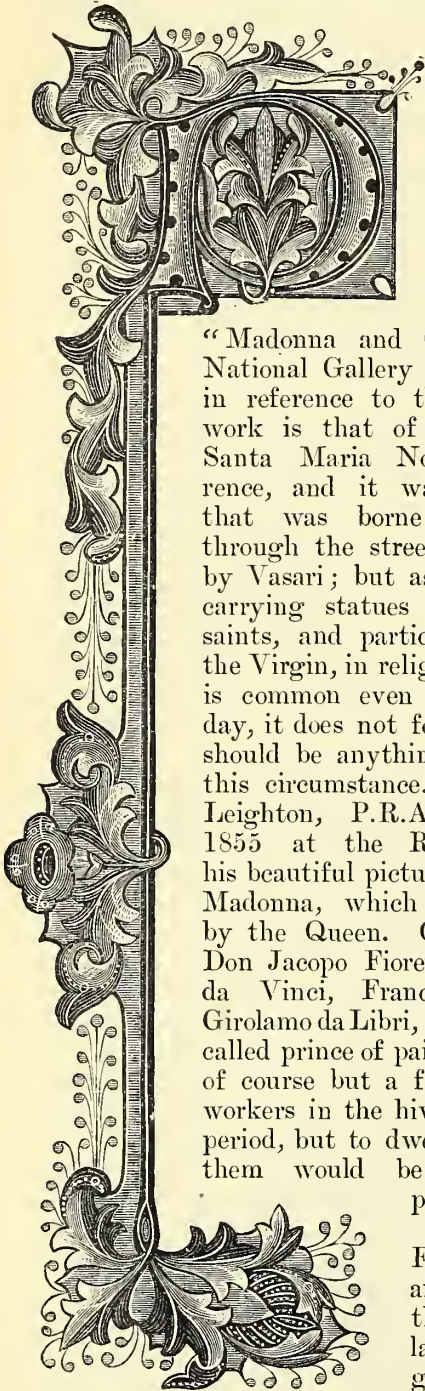 P
"Madonna and
National Gallery
in reference to t
work is that of
Santa Maria No
rence, and it wa
that was borne
through the stree
by Vasari; but as
carrying statues
saints, and partic
the Virgin, in relig
is common even
day, it does not fo
should be anythin
this circumstance.
Leighton, P.R.A
1855 at the R
his beautiful pictu
Madonna, which
by the Queen.
Don Jacopo Fiore
da Vinci, Franc
Girolamo da Libri,
called prince of pai
of course but a f
workers in the hiv
period, but to dwe
them would be
p
F
a
t
la
g